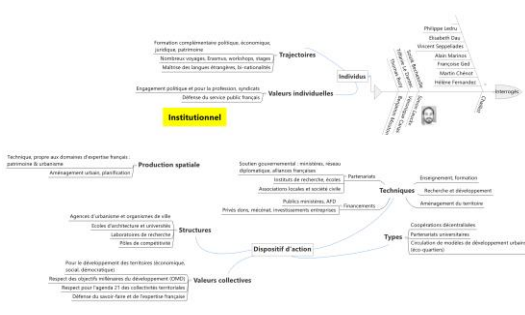 Philippe Ledru
Elisabeth Dau
Vincent Seppeliades
Alain Marinos
Françoise Ged
Martin Chénot
Hélène Fernandez
Interrogés
Chablot
Formation complémentaire politique, économique,
juridique, patrimoine
Nombreux voyages, Erasmus, workshops, stages
Maîtrise des langues étrangères, bi-nationalités
Trajectoires
Individus
Engagement politique et pour la profession, syndicats
Défense du service public français
Valeurs individuelles
Institutionnel
Technique, propre aux domaines d'expertise français :
patrimoine & urbanisme
Aménagement urbain, planification
Production spatiale
Soutien gouvernemental : ministères, réseau
diplomatique, alliances françaises
Instituts de recherche, écoles
Associations locales et société civile
Partenariats
Publics ministères, AFD
Privés dons, mécénat, investissements entreprises
Financements
Techniques
Enseignement, formation
Recherche et développement
Aménagement du territoire
Agences d'urbanisme et organismes de ville
Ecoles d'architecture et universités
Laboratoires de recherche
Pôles de compétitivité
Structures
Dispositif d'action
Types
Coopérations décentralisées
Partenariats universitaires
Circulation de modèles de développement urbains
(éco-quartiers)
Pour le développement des territoires (économique,
social, démocratique)
Respect des objectifs millénaires du développement (OMD)
Respect pour l'agenda 21 des collectivités territoriales
Défense du savoir-faire et de l'expertise française
Valeurs collectives